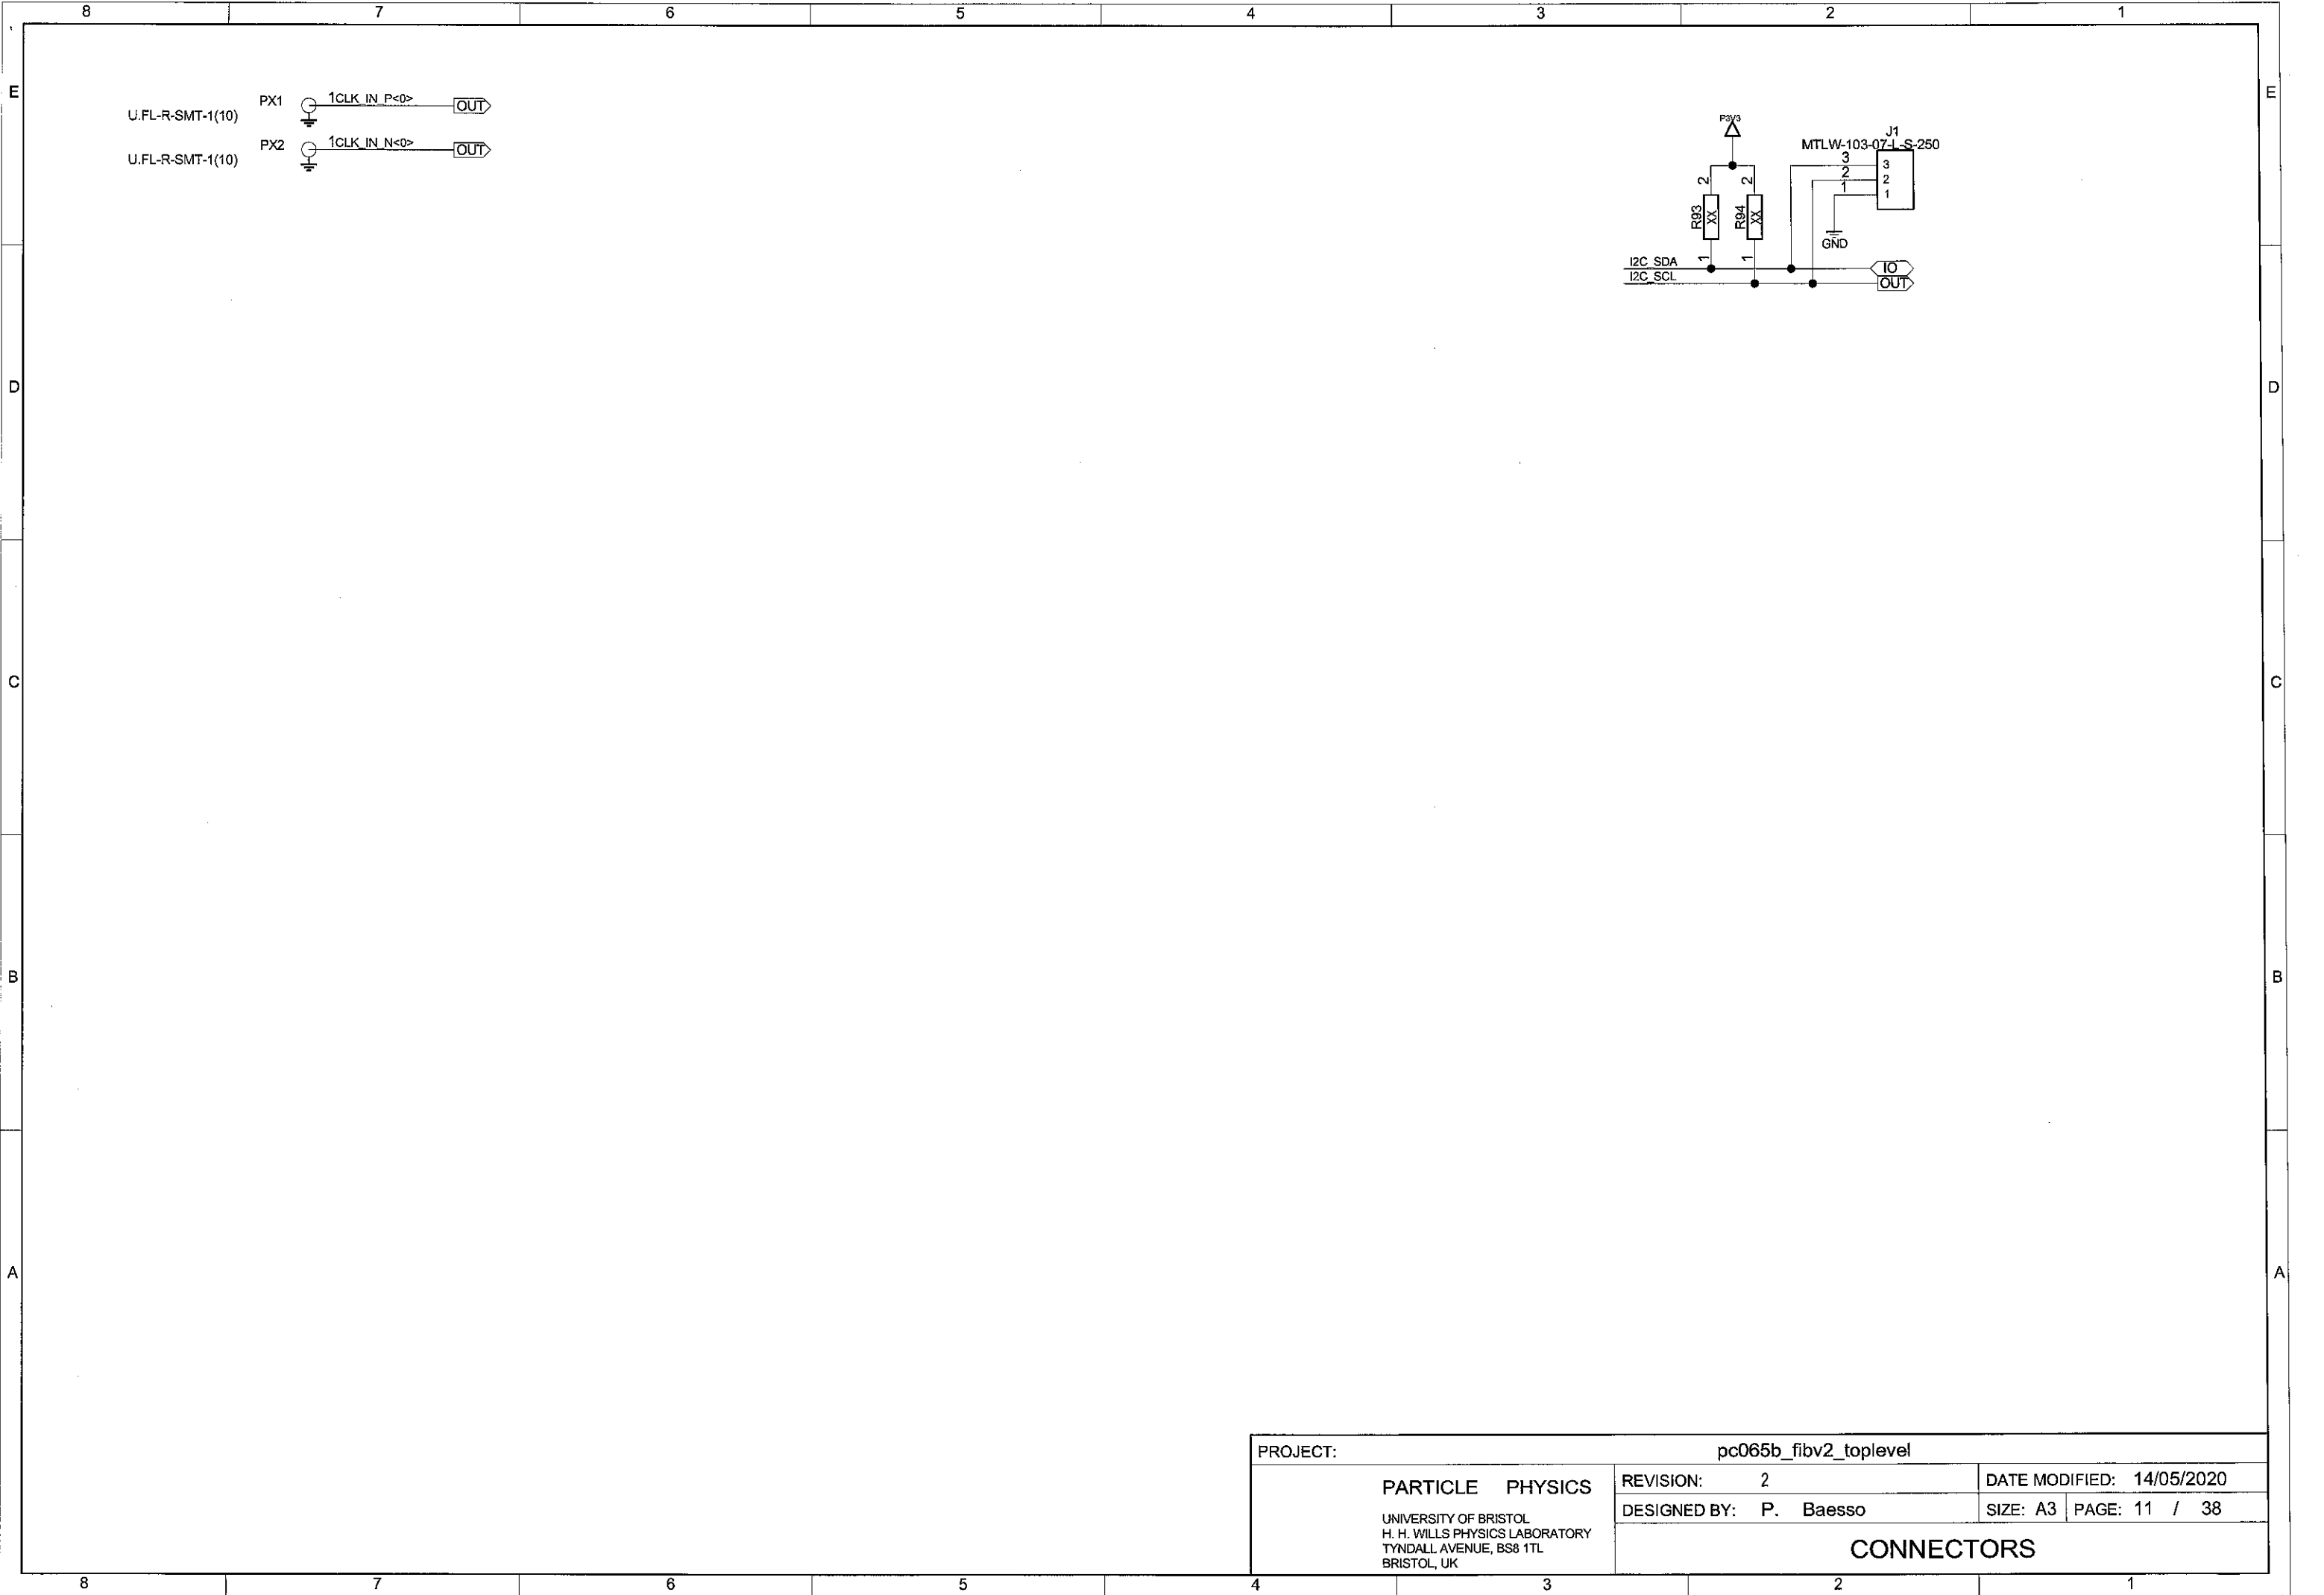 8 7 6 5 4 3 2 1
E E
PX1 1 CLK_IN_P<0> OUT
U.FL-R-SMT-1(10)
PX2 1 CLK_IN_N<0> OUT
U.FL-R-SMT-1(10)
P3V3
J1
MTLW-103-07-L-S-250
3 3
2 2
1 1
2 2
R93 XX R94 XX
GND
1 1
I2C_SDA IO
I2C_SCL OUT
D D
C C
B B
A A
PROJECT: pc065b_fibv2_toplevel
PARTICLE PHYSICS
UNIVERSITY OF BRISTOL
H. H. WILLS PHYSICS LABORATORY
TYNDALL AVENUE, BS8 1TL
BRISTOL, UK
REVISION: 2 DATE MODIFIED: 14/05/2020
DESIGNED BY: P. Baesso SIZE: A3 PAGE: 11 / 38
CONNECTORS
8 7 6 5 4 3 2 1